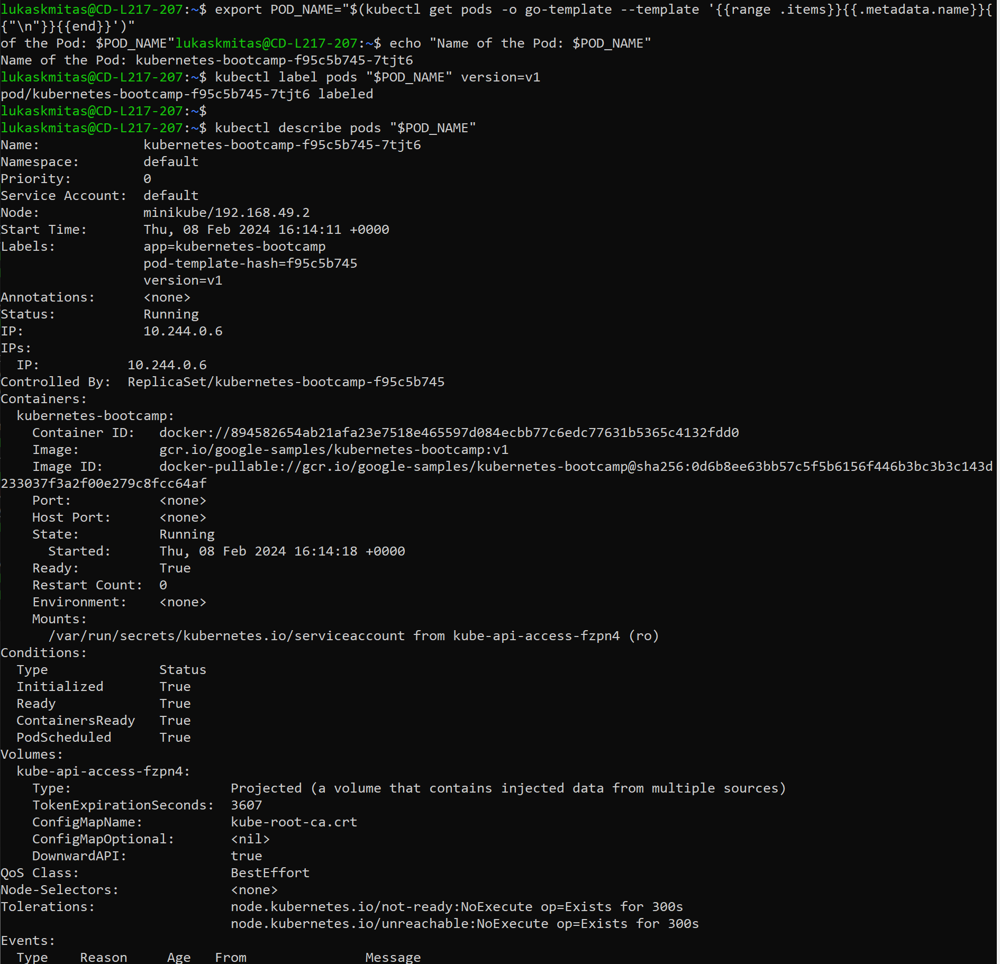 lukaskmitas@CD-L217-207:~$ export POD_NAME="$(kubectl get pods -o go-template --template '{{range .items}}{{.metadata.name}}{
{"\n"}}{{end}}')"
of the Pod: $POD_NAME"lukaskmitas@CD-L217-207:~$ echo "Name of the Pod: $POD_NAME"
Name of the Pod: kubernetes-bootcamp-f95c5b745-7tjt6
lukaskmitas@CD-L217-207:~$ kubectl label pods "$POD_NAME" version=v1
pod/kubernetes-bootcamp-f95c5b745-7tjt6 labeled
lukaskmitas@CD-L217-207:~$
lukaskmitas@CD-L217-207:~$ kubectl describe pods "$POD_NAME"
Name:             kubernetes-bootcamp-f95c5b745-7tjt6
Namespace:        default
Priority:         0
Service Account:  default
Node:             minikube/192.168.49.2
Start Time:       Thu, 08 Feb 2024 16:14:11 +0000
Labels:           app=kubernetes-bootcamp
                  pod-template-hash=f95c5b745
                  version=v1
Annotations:      <none>
Status:           Running
IP:               10.244.0.6
IPs:
  IP:           10.244.0.6
Controlled By:  ReplicaSet/kubernetes-bootcamp-f95c5b745
Containers:
  kubernetes-bootcamp:
    Container ID:   docker://894582654ab21afa23e7518e465597d084ecbb77c6edc77631b5365c4132fdd0
    Image:          gcr.io/google-samples/kubernetes-bootcamp:v1
    Image ID:       docker-pullable://gcr.io/google-samples/kubernetes-bootcamp@sha256:0d6b8ee63bb57c5f5b6156f446b3bc3b3c143d
233037f3a2f00e279c8fcc64af
    Port:           <none>
    Host Port:      <none>
    State:          Running
      Started:      Thu, 08 Feb 2024 16:14:18 +0000
    Ready:          True
    Restart Count:  0
    Environment:    <none>
    Mounts:
      /var/run/secrets/kubernetes.io/serviceaccount from kube-api-access-fzpn4 (ro)
Conditions:
  Type              Status
  Initialized       True
  Ready             True
  ContainersReady   True
  PodScheduled      True
Volumes:
  kube-api-access-fzpn4:
    Type:                    Projected (a volume that contains injected data from multiple sources)
    TokenExpirationSeconds:  3607
    ConfigMapName:           kube-root-ca.crt
    ConfigMapOptional:       <nil>
    DownwardAPI:             true
QoS Class:                   BestEffort
Node-Selectors:              <none>
Tolerations:                 node.kubernetes.io/not-ready:NoExecute op=Exists for 300s
                             node.kubernetes.io/unreachable:NoExecute op=Exists for 300s
Events:
  Type    Reason     Age   From               Message